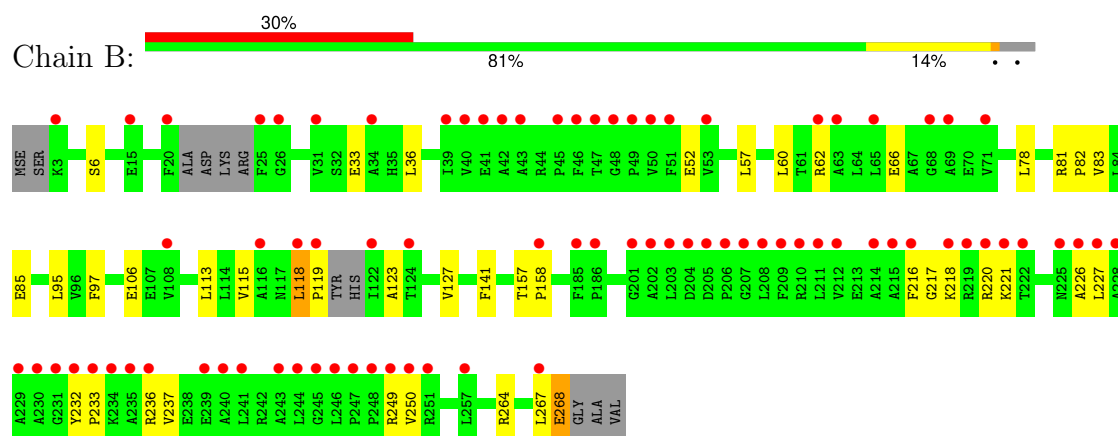 30%
Chain B:
81% 14% • •
MSE SER K3 S6 E15 F20 ALA ASP LYS ARG F25 G26 V31 S32 E33 A34 H35 L36 I39 V40 E41 A42 A43 R44 P45 F46 T47 G48 P49 V50 F51 E52 V53 L57 L60 T61 R62 A63 L64 L65 E66 A67 G68 A69 E70 V71 L78 R81 P82 V83 L84
E85 L95 V96 F97 E106 E107 V108 L113 L114 V115 A116 N117 L118 P119 TYR HIS I122 A123 T124 V127 F141 T157 P158 F185 P186 G201 A202 L203 D204 D205 P206 G207 L208 F209 R210 L211 V212 E213 A214 A215 F216 G217 K218 R219 R220 K221 T222 N225 A226 L227 A228
A229 A230 G231 Y232 P233 K234 A235 R236 V237 E238 E239 A240 L241 R242 A243 L244 G245 L246 P247 P248 R249 V250 R251 L257 R264 L267 E268 GLY ALA VAL